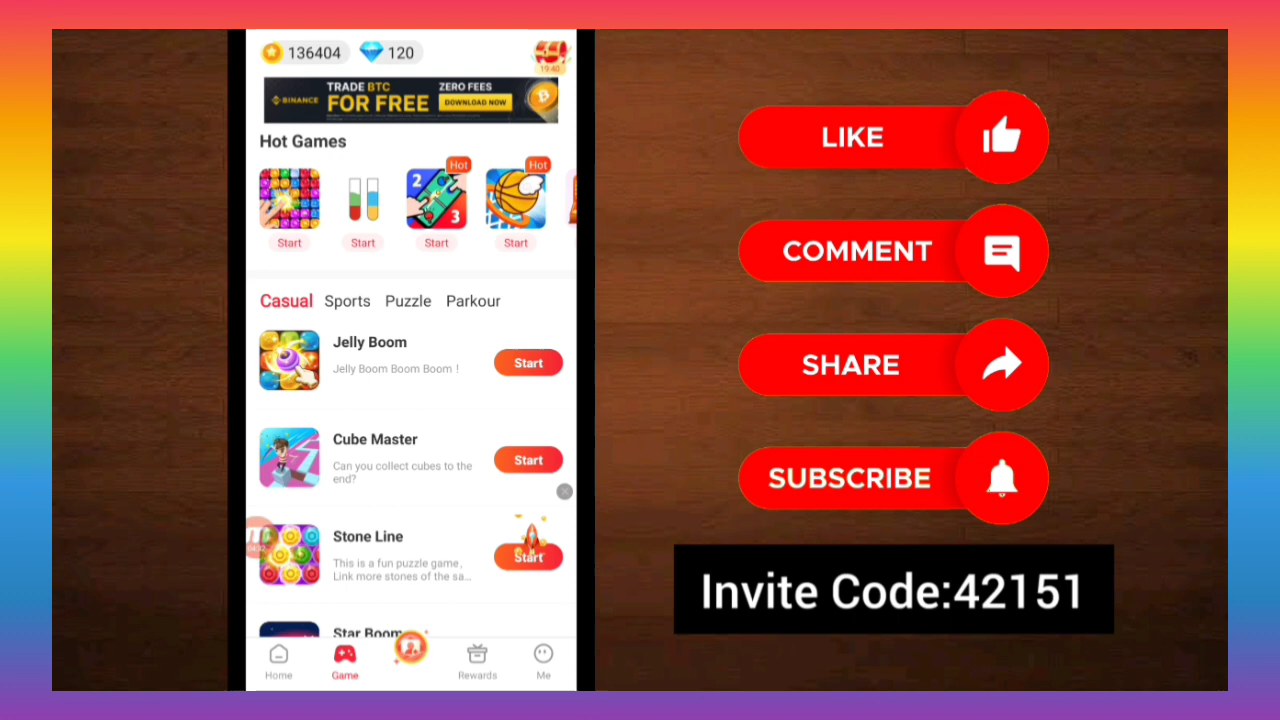 136404
120
19:40
BINANCE
TRADE BTC
FOR FREE
ZERO FEES
DOWNLOAD NOW
Hot Games
Hot
Hot
2
3
Start
Start
Start
Start
Casual
Sports
Puzzle
Parkour
Jelly Boom
Jelly Boom Boom Boom !
Start
Cube Master
Can you collect cubes to the
end?
Start
Stone Line
This is a fun puzzle game,
Link more stones of the sa...
Start
Star Boom
Home
Game
Rewards
Me
LIKE
COMMENT
SHARE
SUBSCRIBE
Invite Code:42151